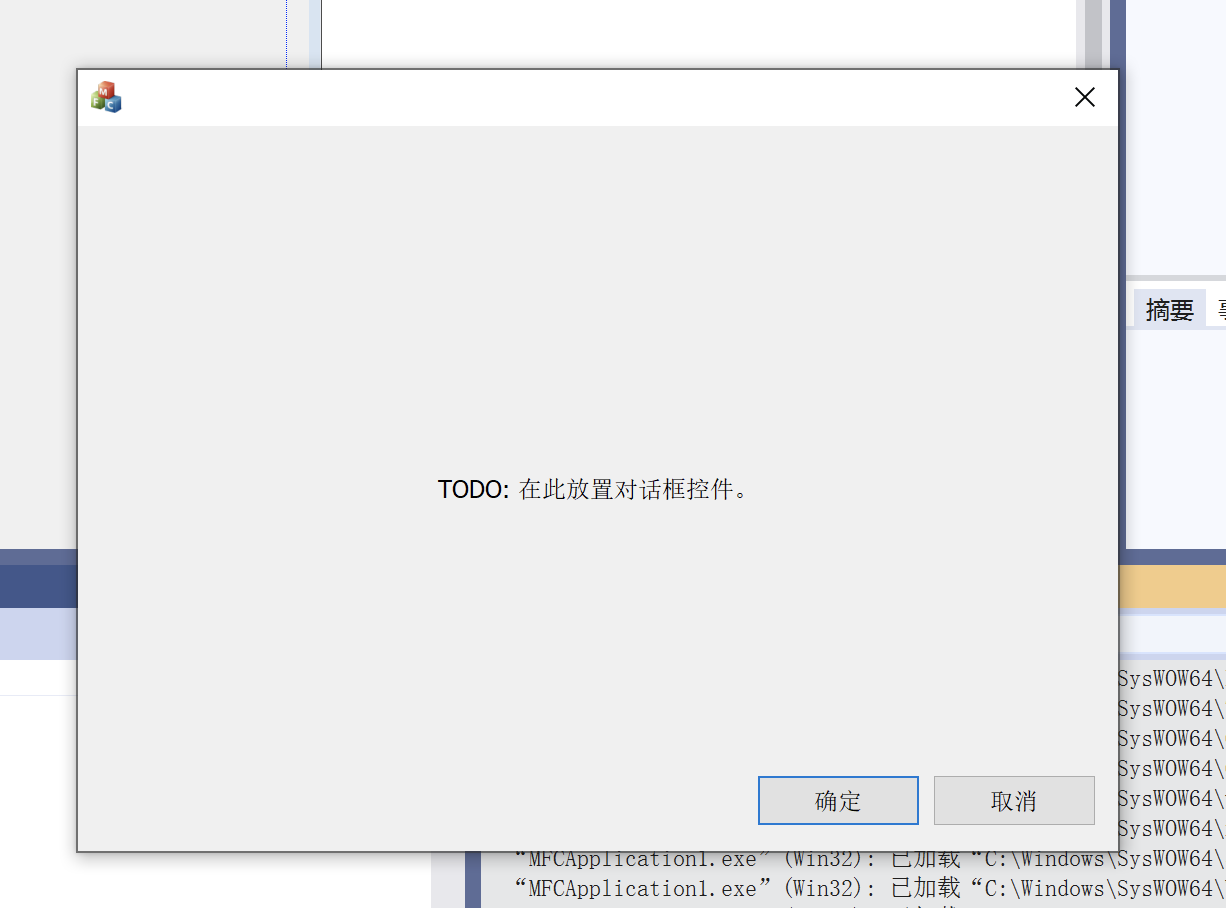 M
F
C
摘要
TODO: 在此放置对话框控件。
确定
取消
SysWOW64\
SysWOW64\
SysWOW64\
SysWOW64\
SysWOW64\
SysWOW64\
“MFCApplication1.exe”(Win32): 已加载“C:\Windows\SysWOW64\
“MFCApplication1.exe”(Win32): 已加载“C:\Windows\SysWOW64\